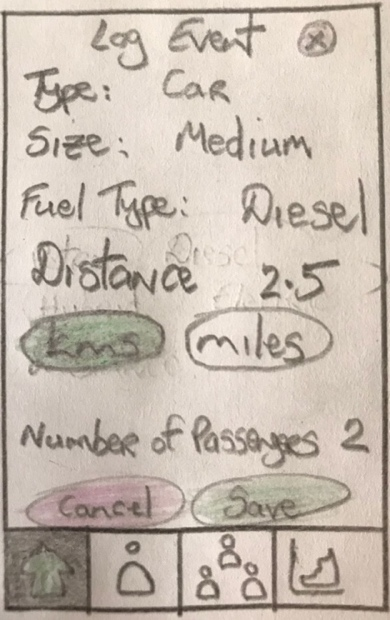 Log Event ⓧ
Type: Car
Size: Medium
Fuel Type: Diesel
Distance 2.5
kms miles
Number of Passenges 2
Cancel Save